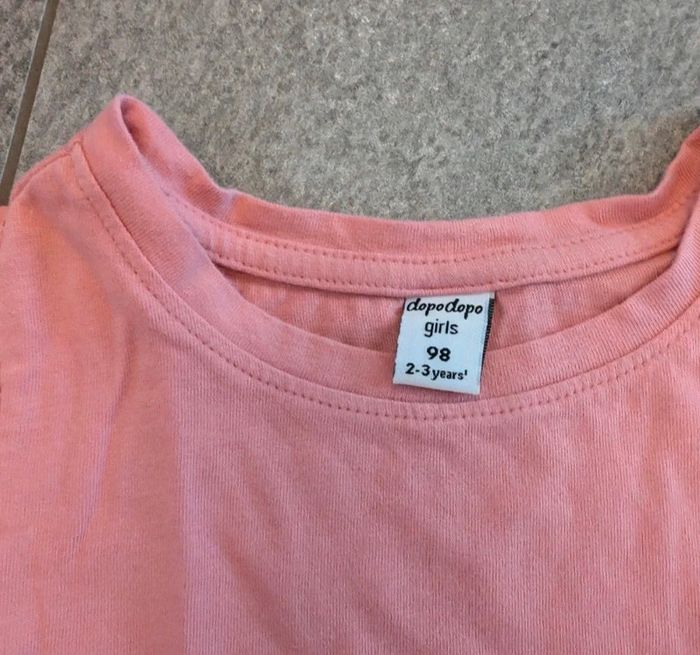 dopodopo
girls
98
2-3 years'